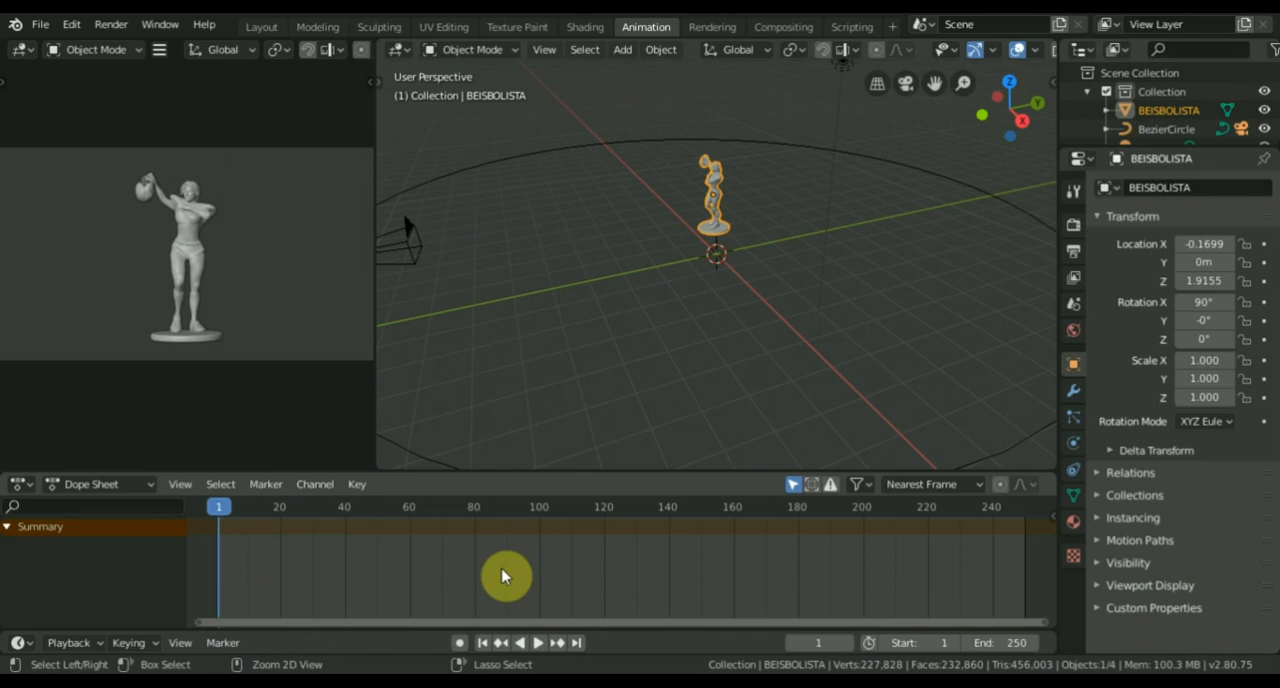 File Edit Render Window Help Layout Modeling Sculpting UV Editing Texture Paint Shading Animation Rendering Compositing Scripting + Scene View Layer
Object Mode Global Object Mode View Select Add Object Global
User Perspective
(1) Collection | BEISBOLISTA
Z
Y
X
Scene Collection
Collection
BEISBOLISTA
BezierCircle
BEISBOLISTA
BEISBOLISTA
Transform
Location X -0.1699
Y 0m
Z 1.9155
Rotation X 90°
Y -0°
Z 0°
Scale X 1.000
Y 1.000
Z 1.000
Rotation Mode XYZ Eule
Delta Transform
Relations
Collections
Instancing
Motion Paths
Visibility
Viewport Display
Custom Properties
Dope Sheet View Select Marker Channel Key Nearest Frame
1 20 40 60 80 100 120 140 160 180 200 220 240
Summary
Playback Keying View Marker 1 Start: 1 End: 250
Select Left/Right Box Select Zoom 2D View Lasso Select Collection | BEISBOLISTA | Verts:227,828 | Faces:232,860 | Tris:456,003 | Objects:1/4 | Mem: 100.3 MB | v2.80.75